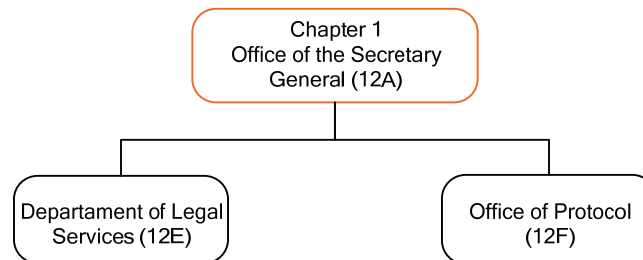 Chapter 1
Office of the Secretary
General (12A)
Departament of Legal
Services (12E)
Office of Protocol
(12F)